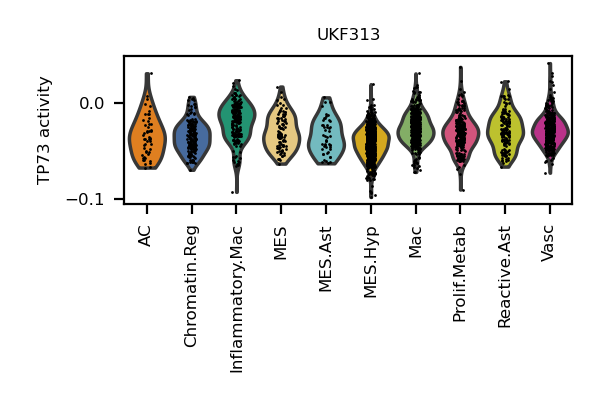 UKF313
TP73 activity
0.0
−0.1
AC
Chromatin.Reg
Inflammatory.Mac
MES
MES.Ast
MES.Hyp
Mac
Prolif.Metab
Reactive.Ast
Vasc